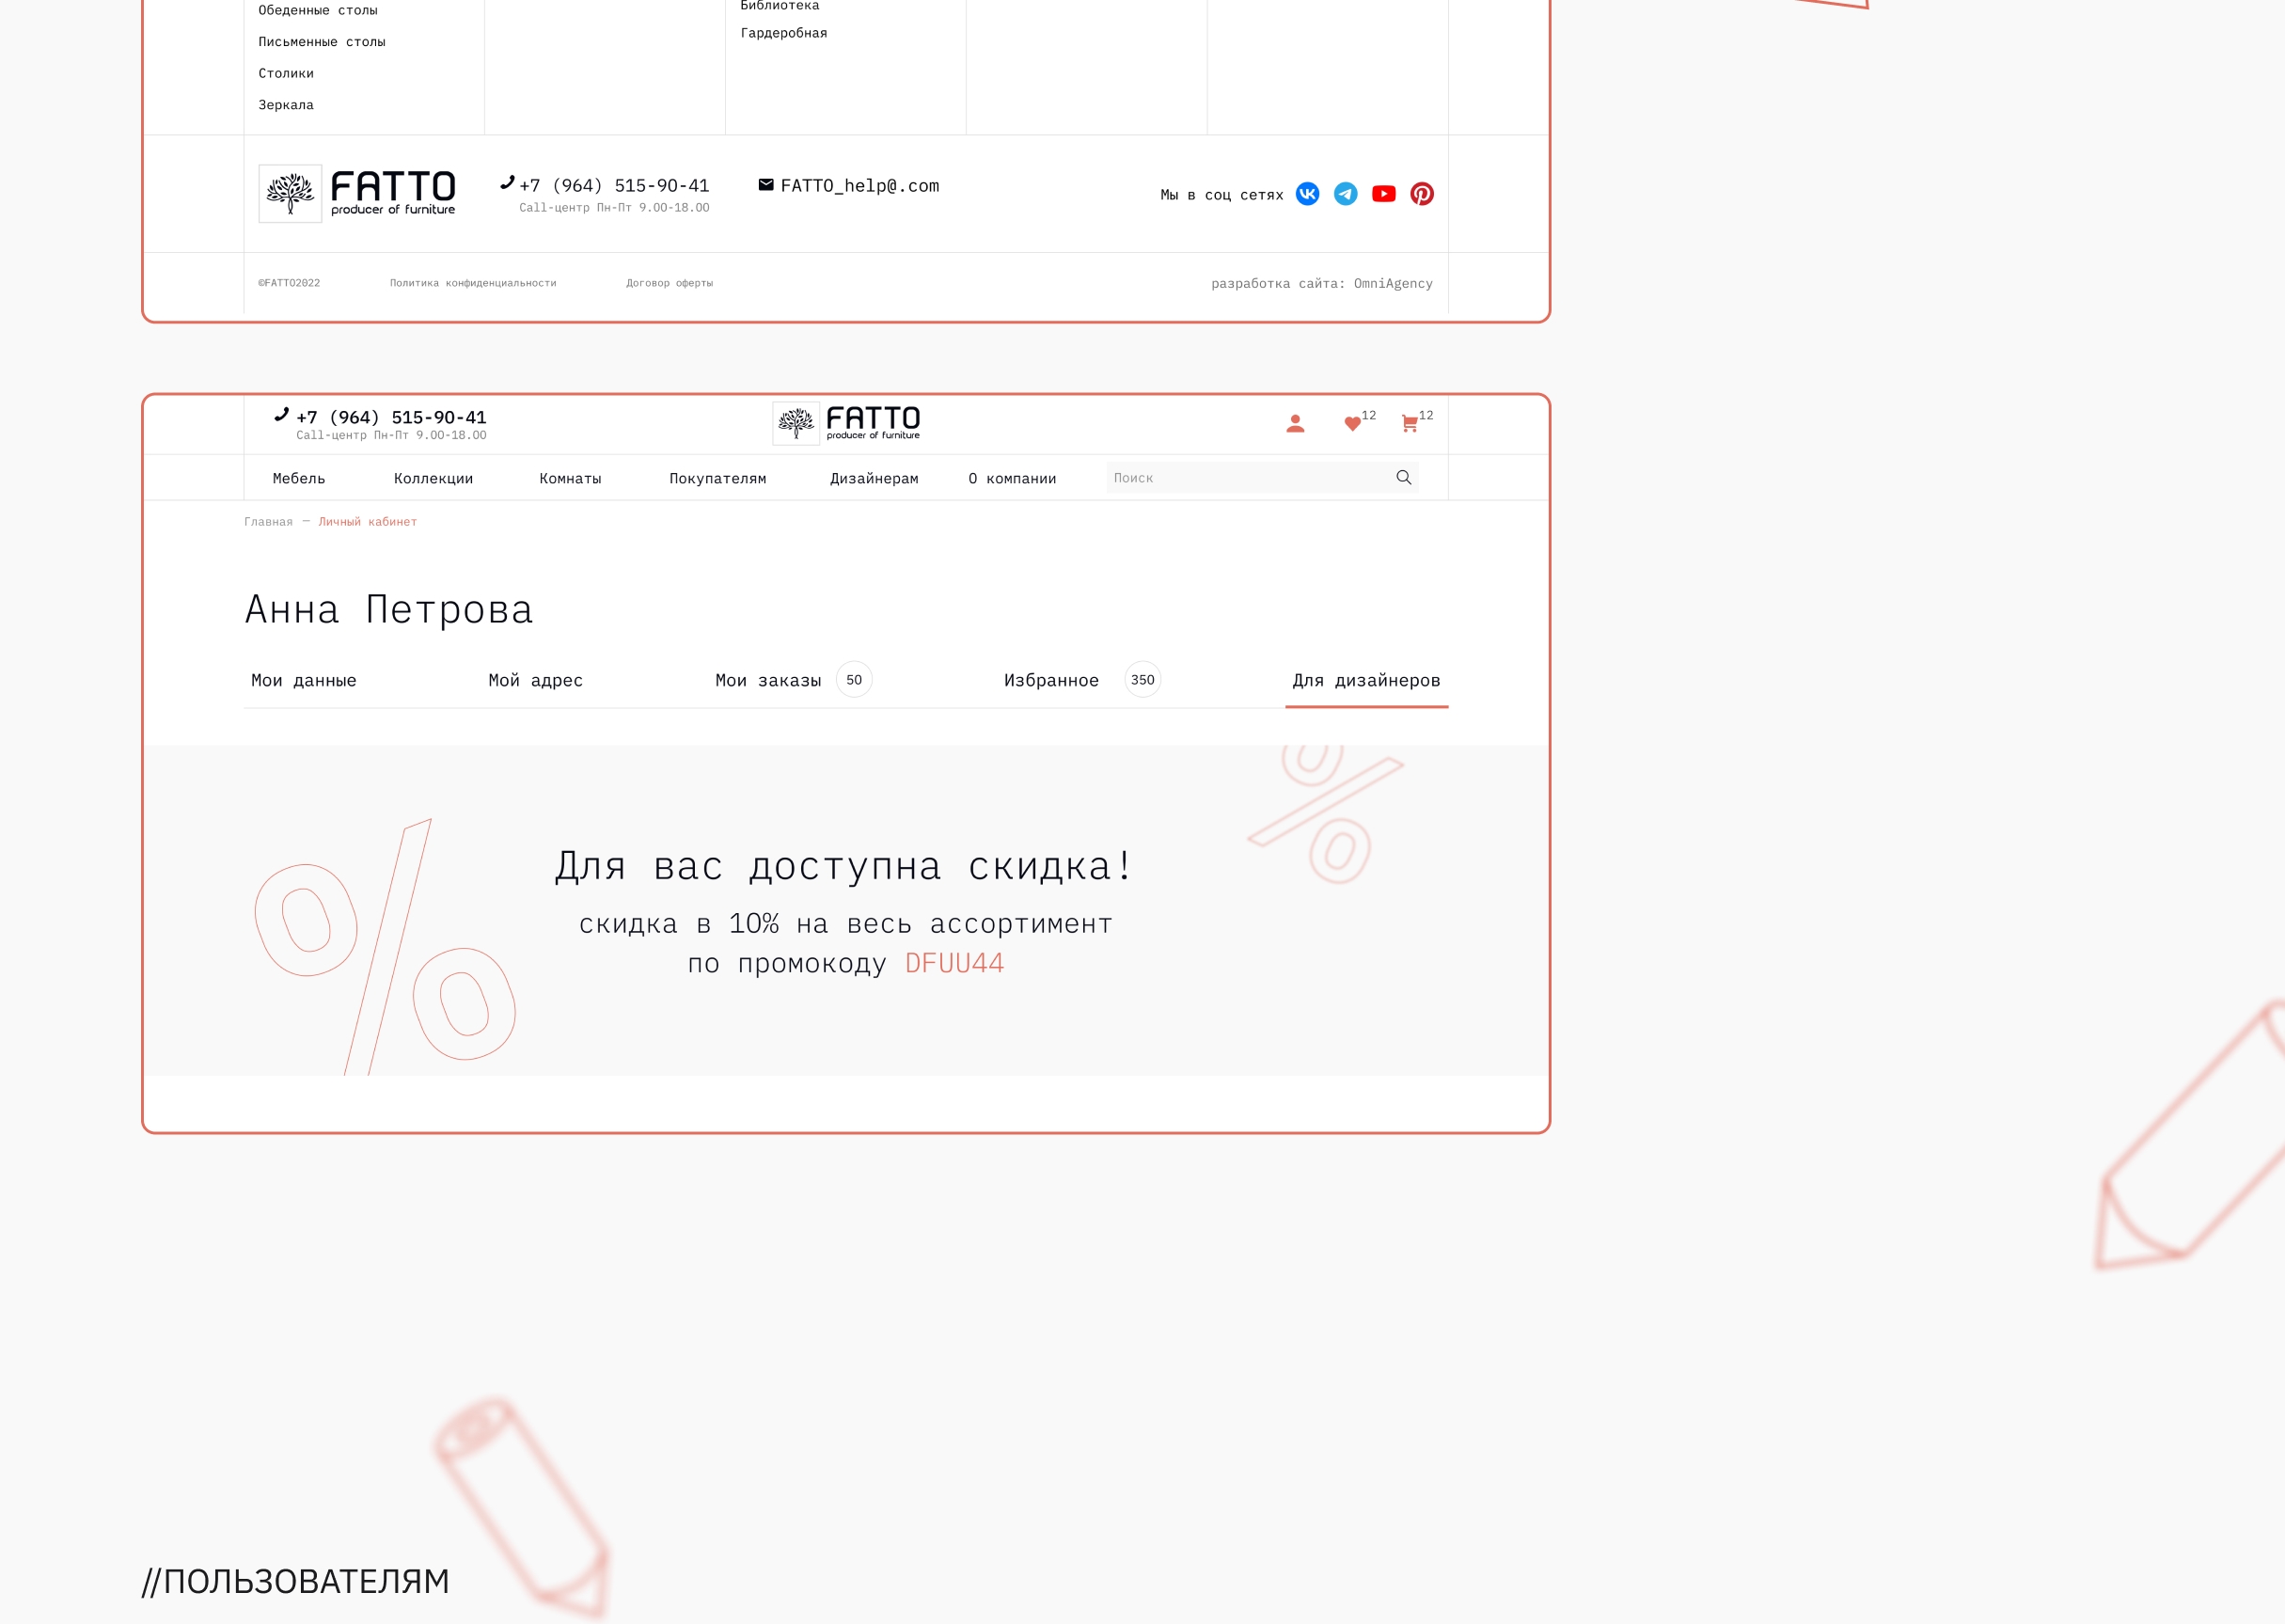 Обеденные столы
Письменные столы
Столики
Зеркала
Библиотека
Гардеробная
FATTO
producer of furniture
+7 (964) 515-90-41
Call-центр Пн-Пт 9.00-18.00
FATTO_help@.com
Мы в соц сетях
©FATTO2022
Политика конфиденциальности
Договор оферты
разработка сайта: OmniAgency
+7 (964) 515-90-41
Call-центр Пн-Пт 9.00-18.00
FATTO
producer of furniture
12
12
Мебель
Коллекции
Комнаты
Покупателям
Дизайнерам
О компании
Поиск
Главная — Личный кабинет
Анна Петрова
Мои данные
Мой адрес
Мои заказы 50
Избранное 350
Для дизайнеров
%
%
Для вас доступна скидка!
скидка в 10% на весь ассортимент
по промокоду DFUU44
//ПОЛЬЗОВАТЕЛЯМ